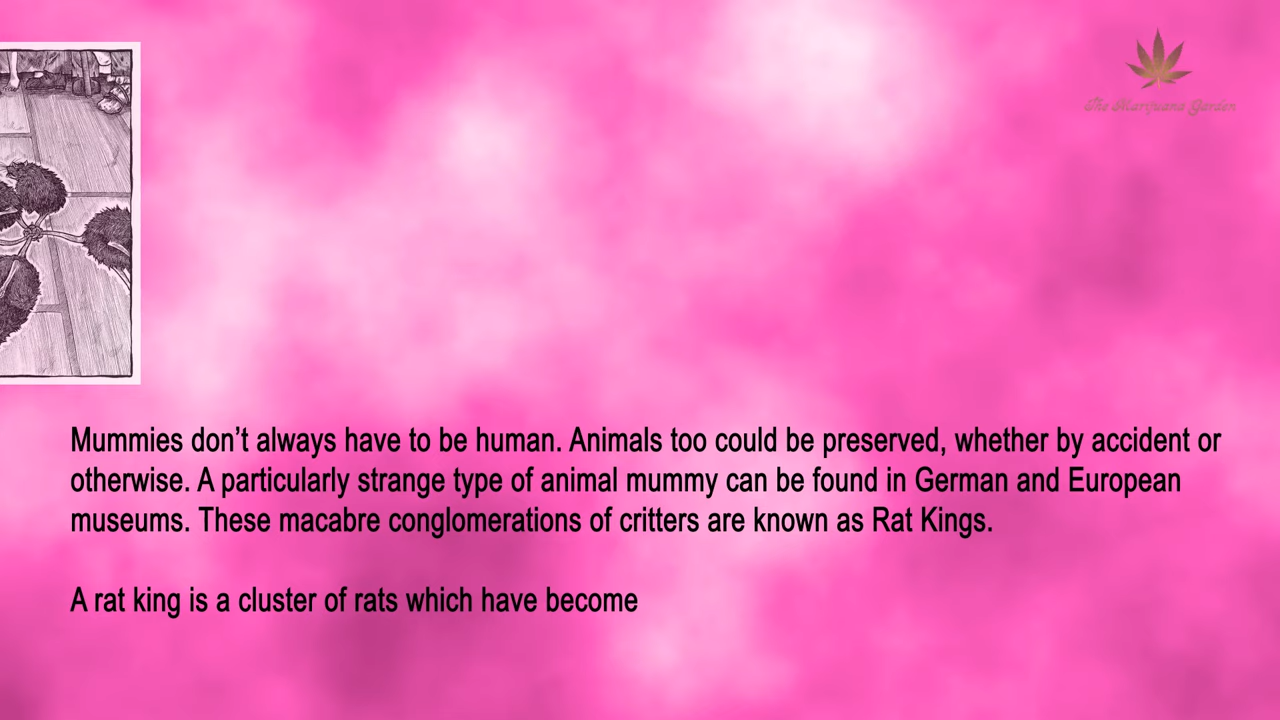 The Marijuana Garden
Mummies don’t always have to be human. Animals too could be preserved, whether by accident or
otherwise. A particularly strange type of animal mummy can be found in German and European
museums. These macabre conglomerations of critters are known as Rat Kings.
A rat king is a cluster of rats which have become